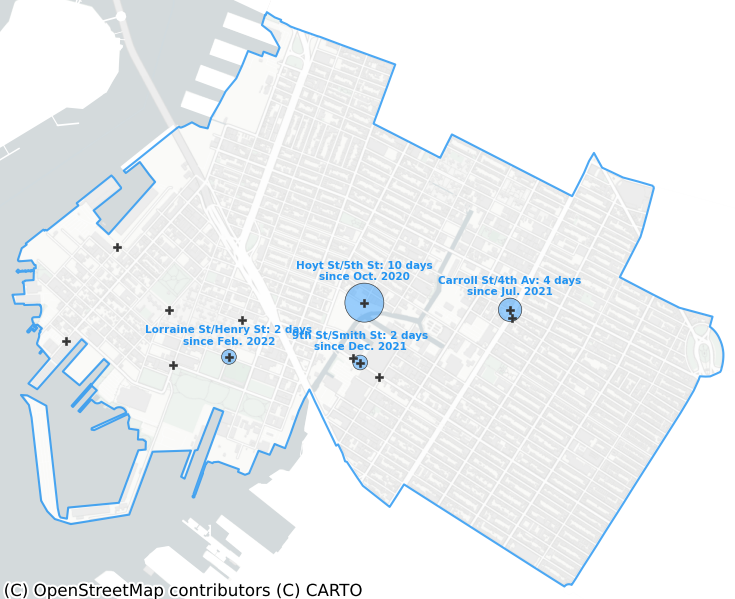 Hoyt St/5th St: 10 days
since Oct. 2020
Carroll St/4th Av: 4 days
since Jul. 2021
Lorraine St/Henry St: 2 days
since Feb. 2022
9th St/Smith St: 2 days
since Dec. 2021
(C) OpenStreetMap contributors (C) CARTO